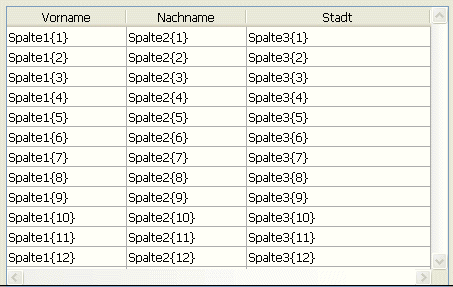 Vorname Nachname Stadt
Spalte1{1} Spalte2{1} Spalte3{1}
Spalte1{2} Spalte2{2} Spalte3{2}
Spalte1{3} Spalte2{3} Spalte3{3}
Spalte1{4} Spalte2{4} Spalte3{4}
Spalte1{5} Spalte2{5} Spalte3{5}
Spalte1{6} Spalte2{6} Spalte3{6}
Spalte1{7} Spalte2{7} Spalte3{7}
Spalte1{8} Spalte2{8} Spalte3{8}
Spalte1{9} Spalte2{9} Spalte3{9}
Spalte1{10} Spalte2{10} Spalte3{10}
Spalte1{11} Spalte2{11} Spalte3{11}
Spalte1{12} Spalte2{12} Spalte3{12}